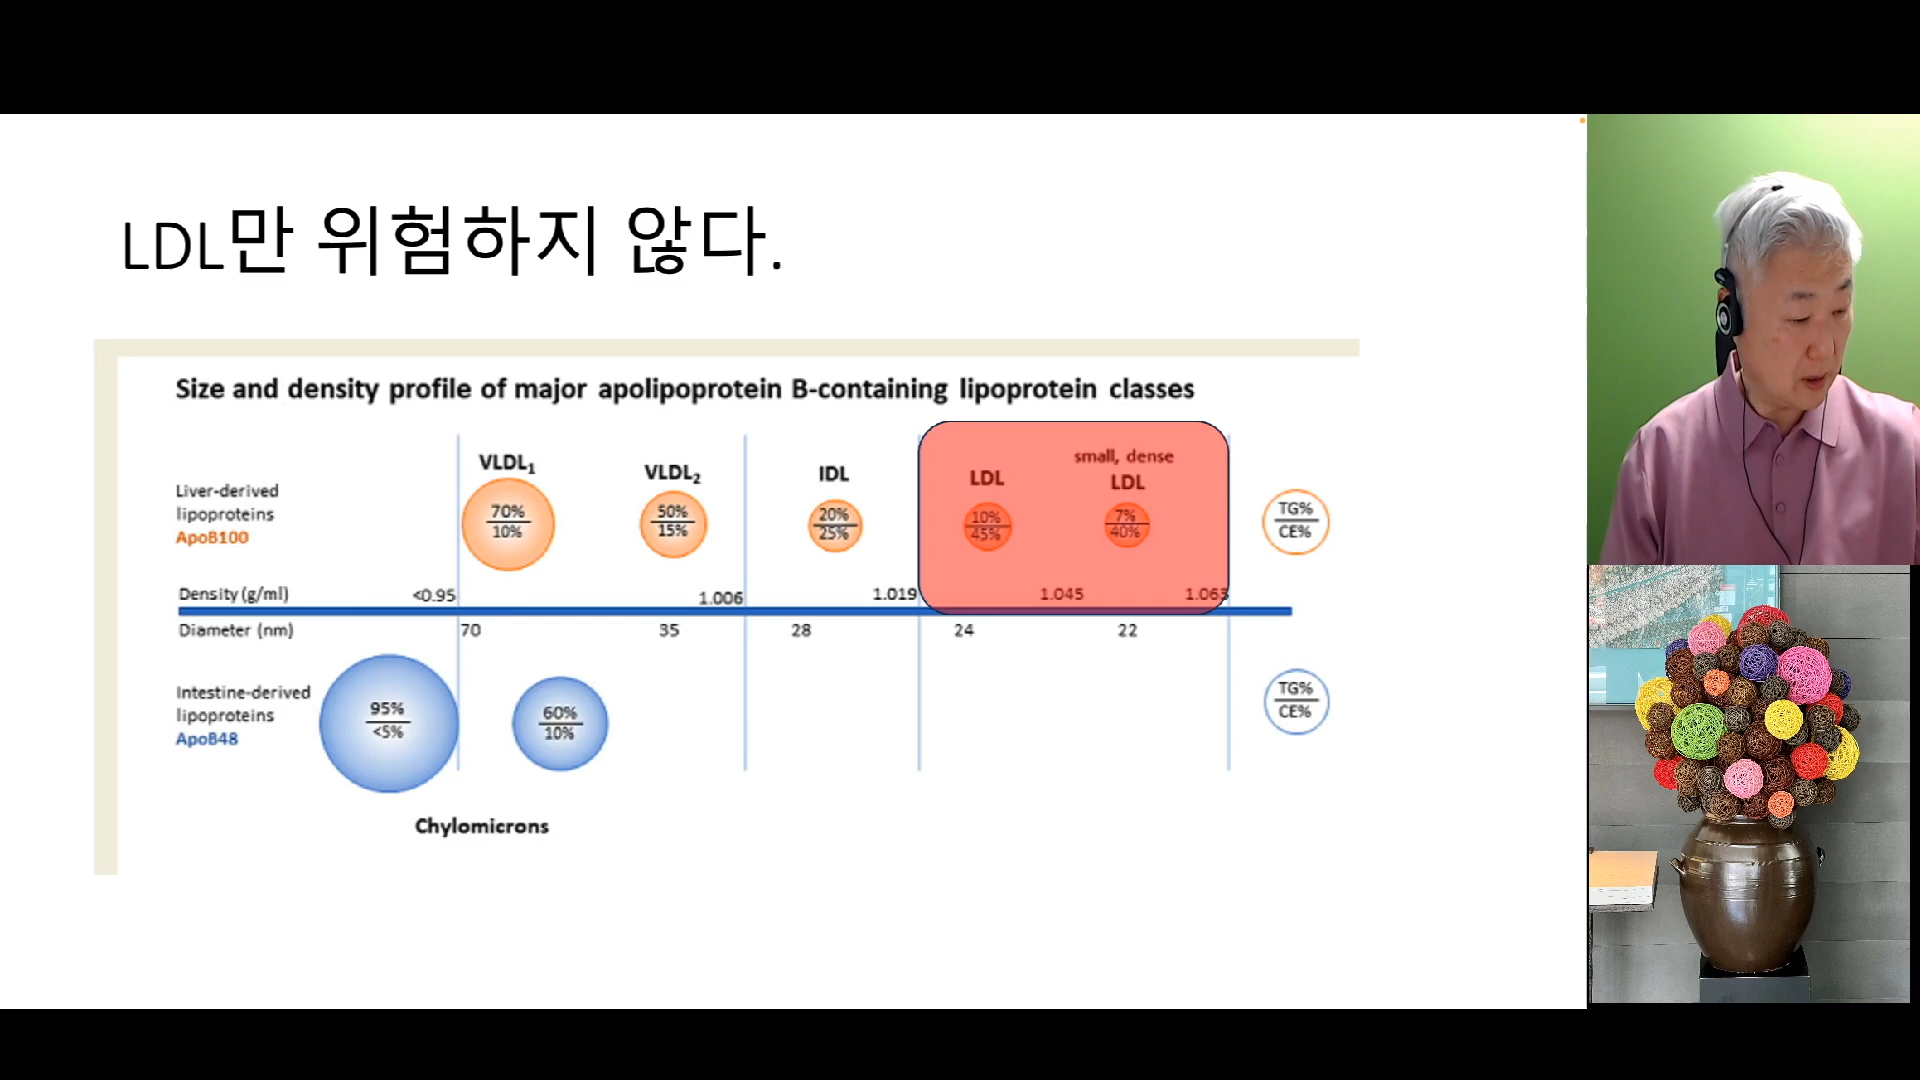 LDL만 위험하지 않다.
Size and density profile of major apolipoprotein B-containing lipoprotein classes
VLDL1
VLDL2
IDL
LDL
small, dense
LDL
Liver-derived
lipoproteins
ApoB100
70%
10%
50%
15%
20%
25%
10%
45%
7%
40%
TG%
CE%
Density (g/ml)
<0.95
1.006
1.019
1.045
1.063
Diameter (nm)
70
35
28
24
22
Intestine-derived
lipoproteins
ApoB48
95%
<5%
60%
10%
TG%
CE%
Chylomicrons